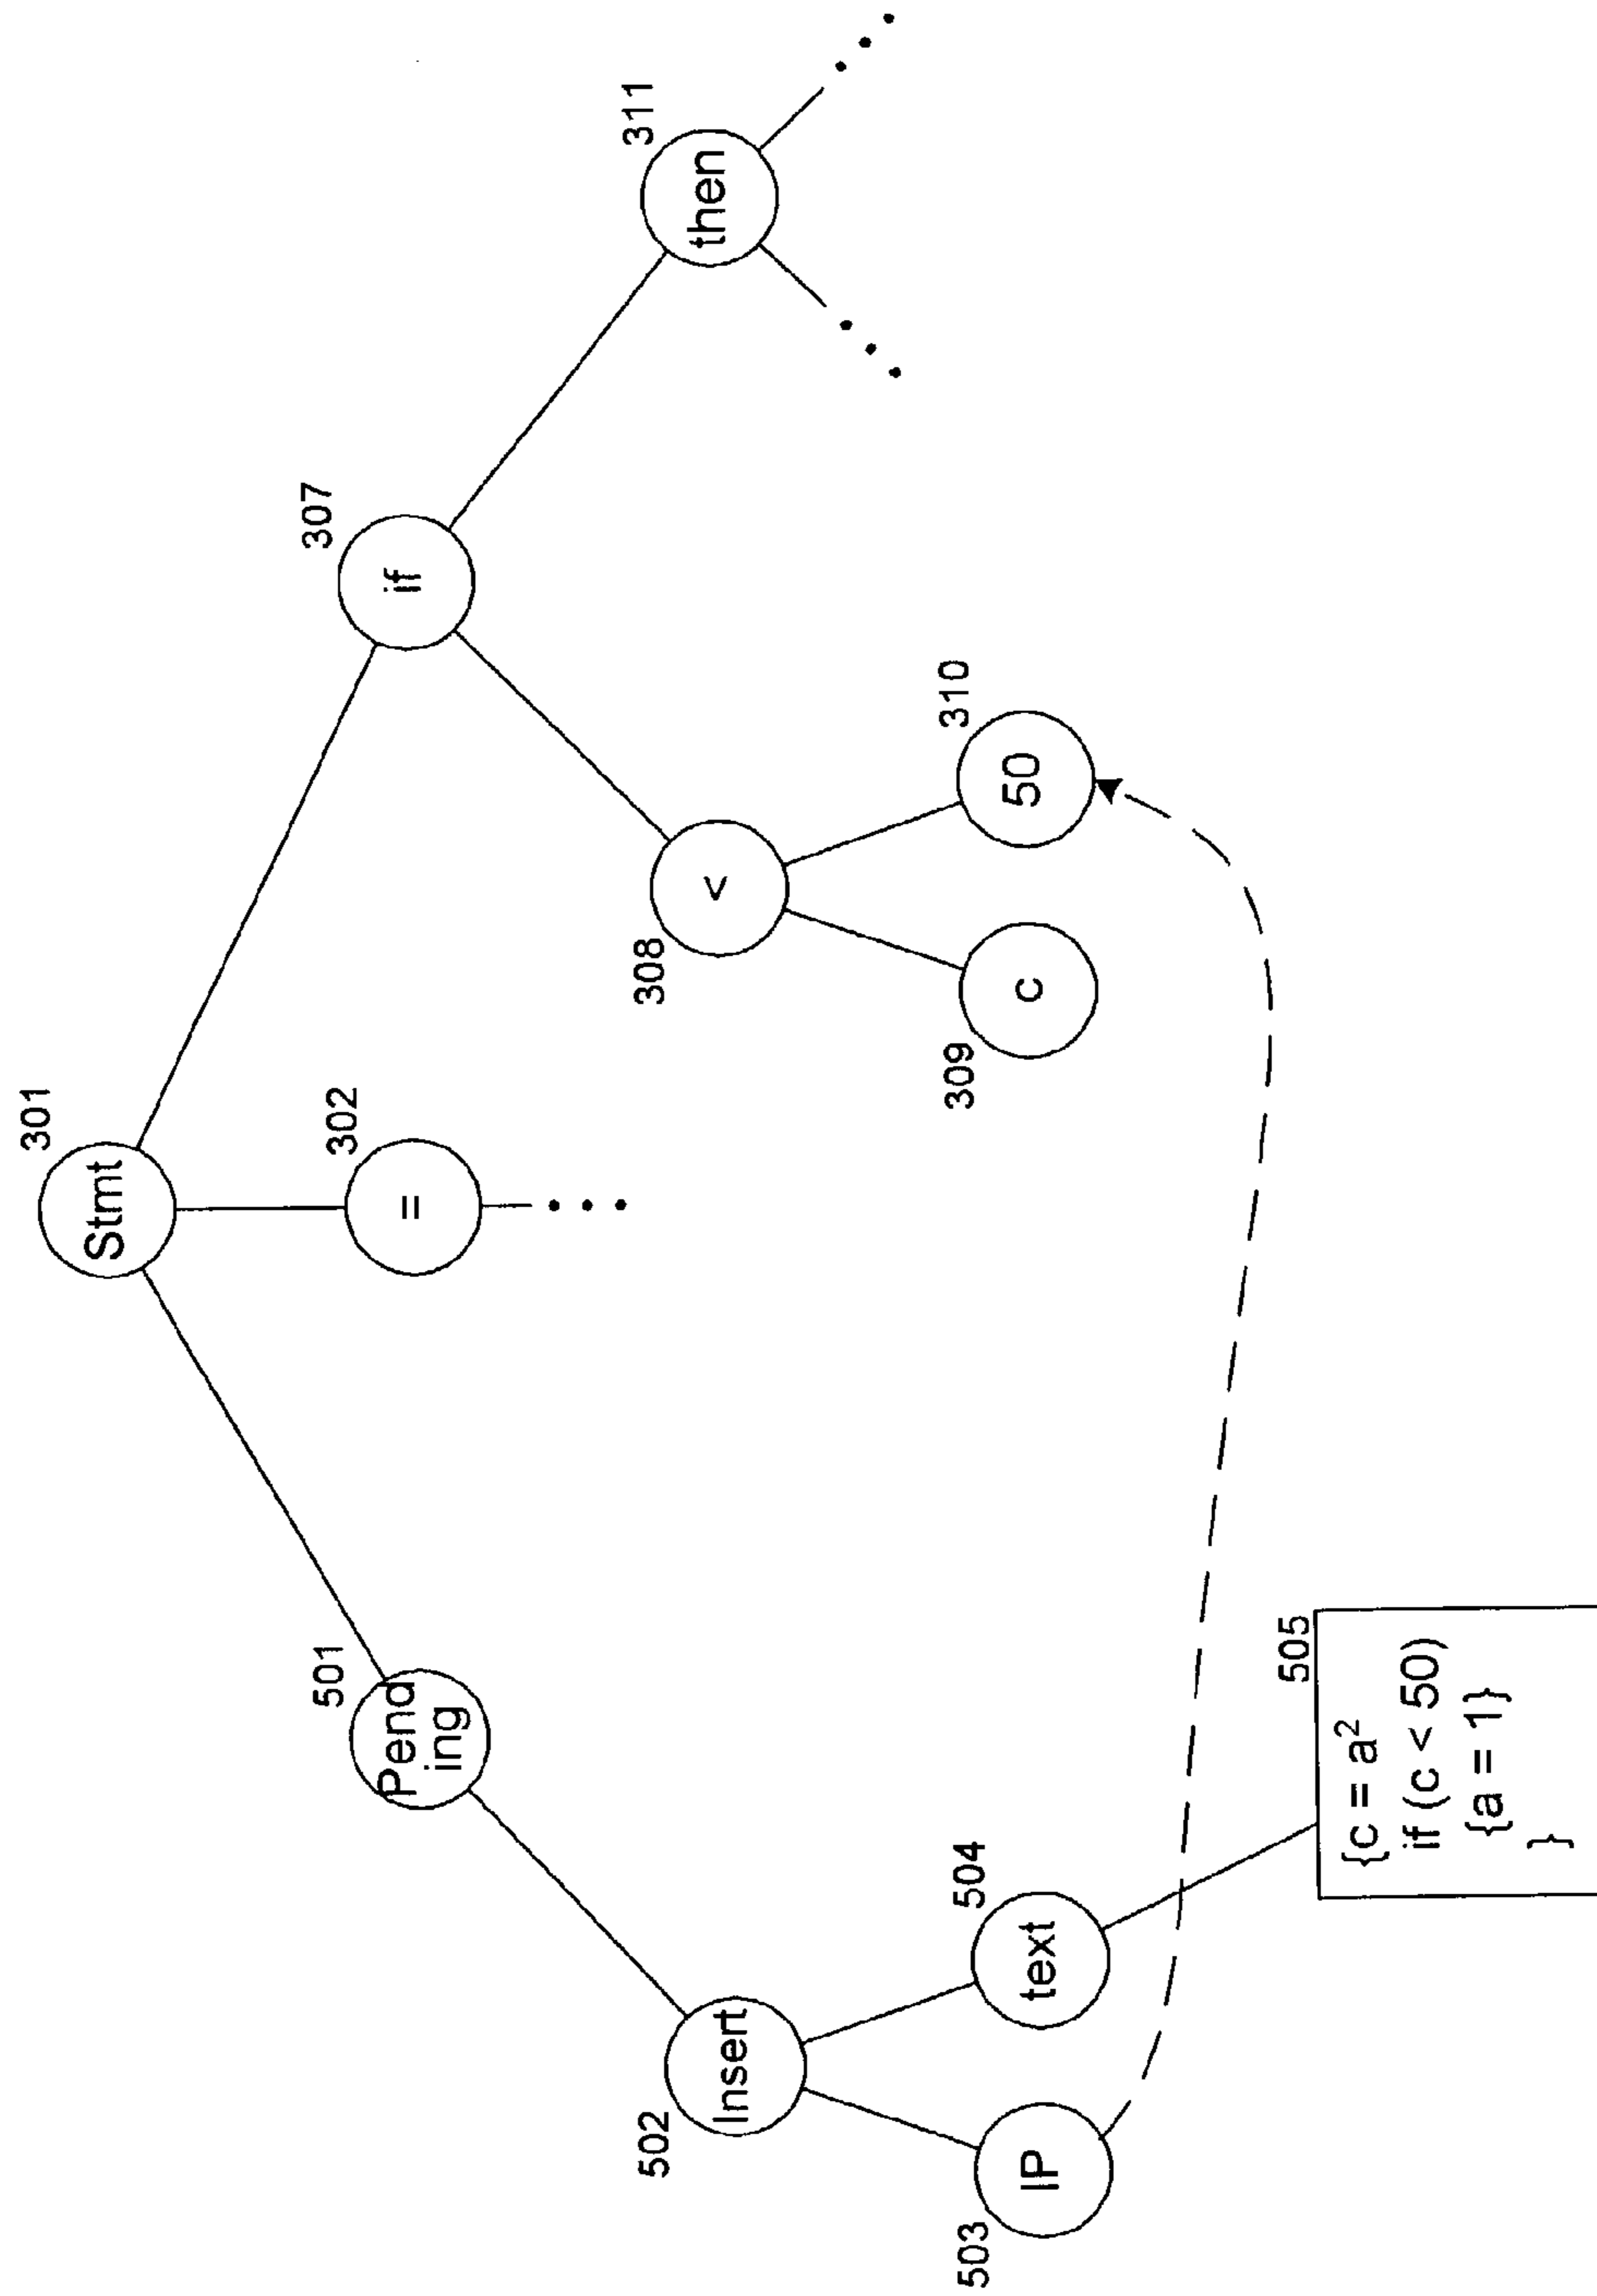 301
Stmt
501
Pend
ing
302
=
307
if
502
Insert
308
<
311
then
503
IP
504
text
309
c
310
50
505
{c = a²
if (c < 50)
{a = 1}
}